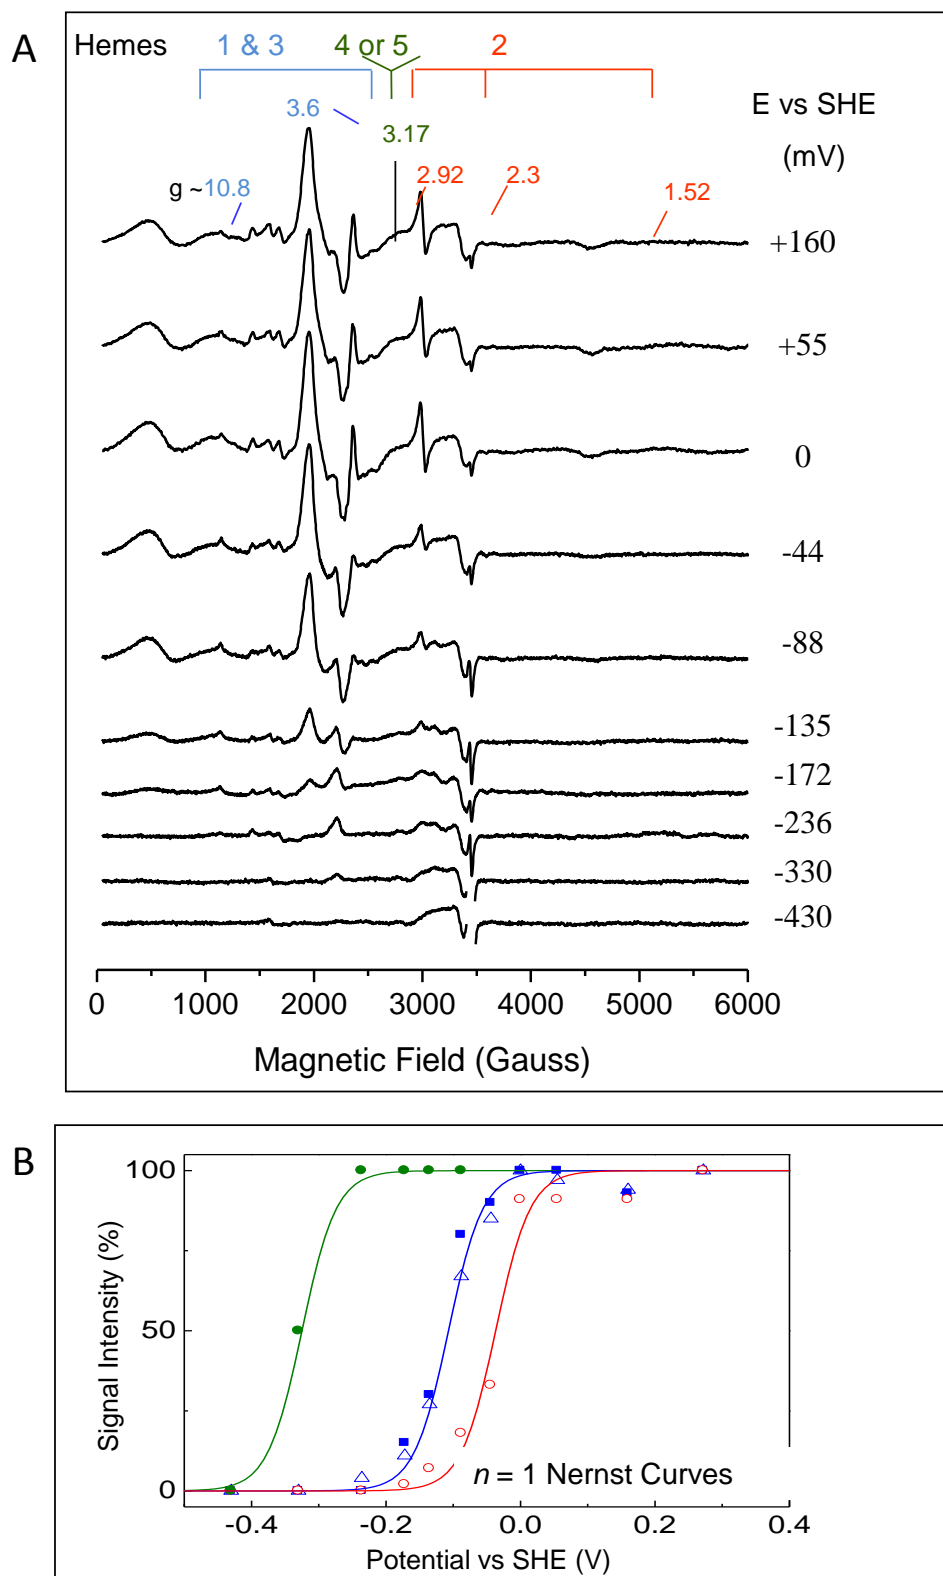 A
Hemes 1 & 3 4 or 5 2
E vs SHE
(mV)
3.6
3.17
g ~10.8
2.92
2.3
1.52
+160
+55
0
-44
-88
-135
-172
-236
-330
-430
0 1000 2000 3000 4000 5000 6000
Magnetic Field (Gauss)
B
Signal Intensity (%)
100
50
0
n = 1 Nernst Curves
-0.4 -0.2 0.0 0.2 0.4
Potential vs SHE (V)